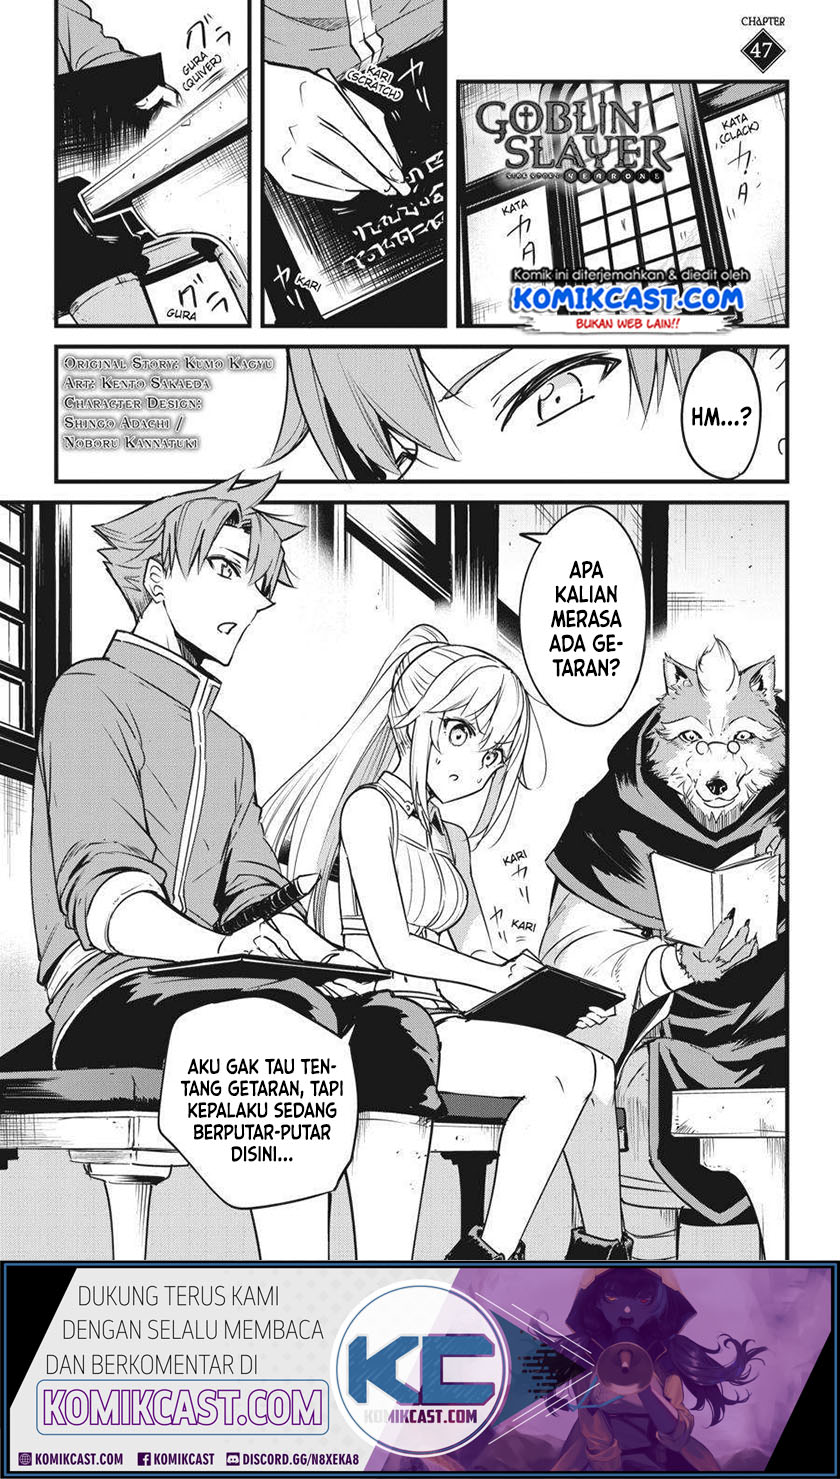 CHAPTER
47
GOBLIN
SLAYER
SIDE STORY YEAR ONE
KATA
(CLACK)
カタ
KATA
カタ
KARI
(SCRATCH)
KARI
GURA
(QUIVER)
グラ
グラ
GURA
Komik ini diterjemahkan & diedit oleh
KOMIKCAST.COM
BUKAN WEB LAIN!!
ORIGINAL STORY: KUMO KAGYU
ART: KENTO SAKAEDA
CHARACTER DESIGN:
SHINGO ADACHI /
NOBORU KANNATUKI
HM...?
APA
KALIAN
MERASA
ADA GE-
TARAN?
KARI
カリ
KARI
AKU GAK TAU TEN-
TANG GETARAN, TAPI
KEPALAKU SEDANG
BERPUTAR-PUTAR
DISINI...
DUKUNG TERUS KAMI
DENGAN SELALU MEMBACA
DAN BERKOMENTAR DI
KOMIKCAST.COM
KOMIKCAST.COM
KOMIKCAST
DISCORD.GG/N8XEKA8
KC
KOMIKCAST.COM